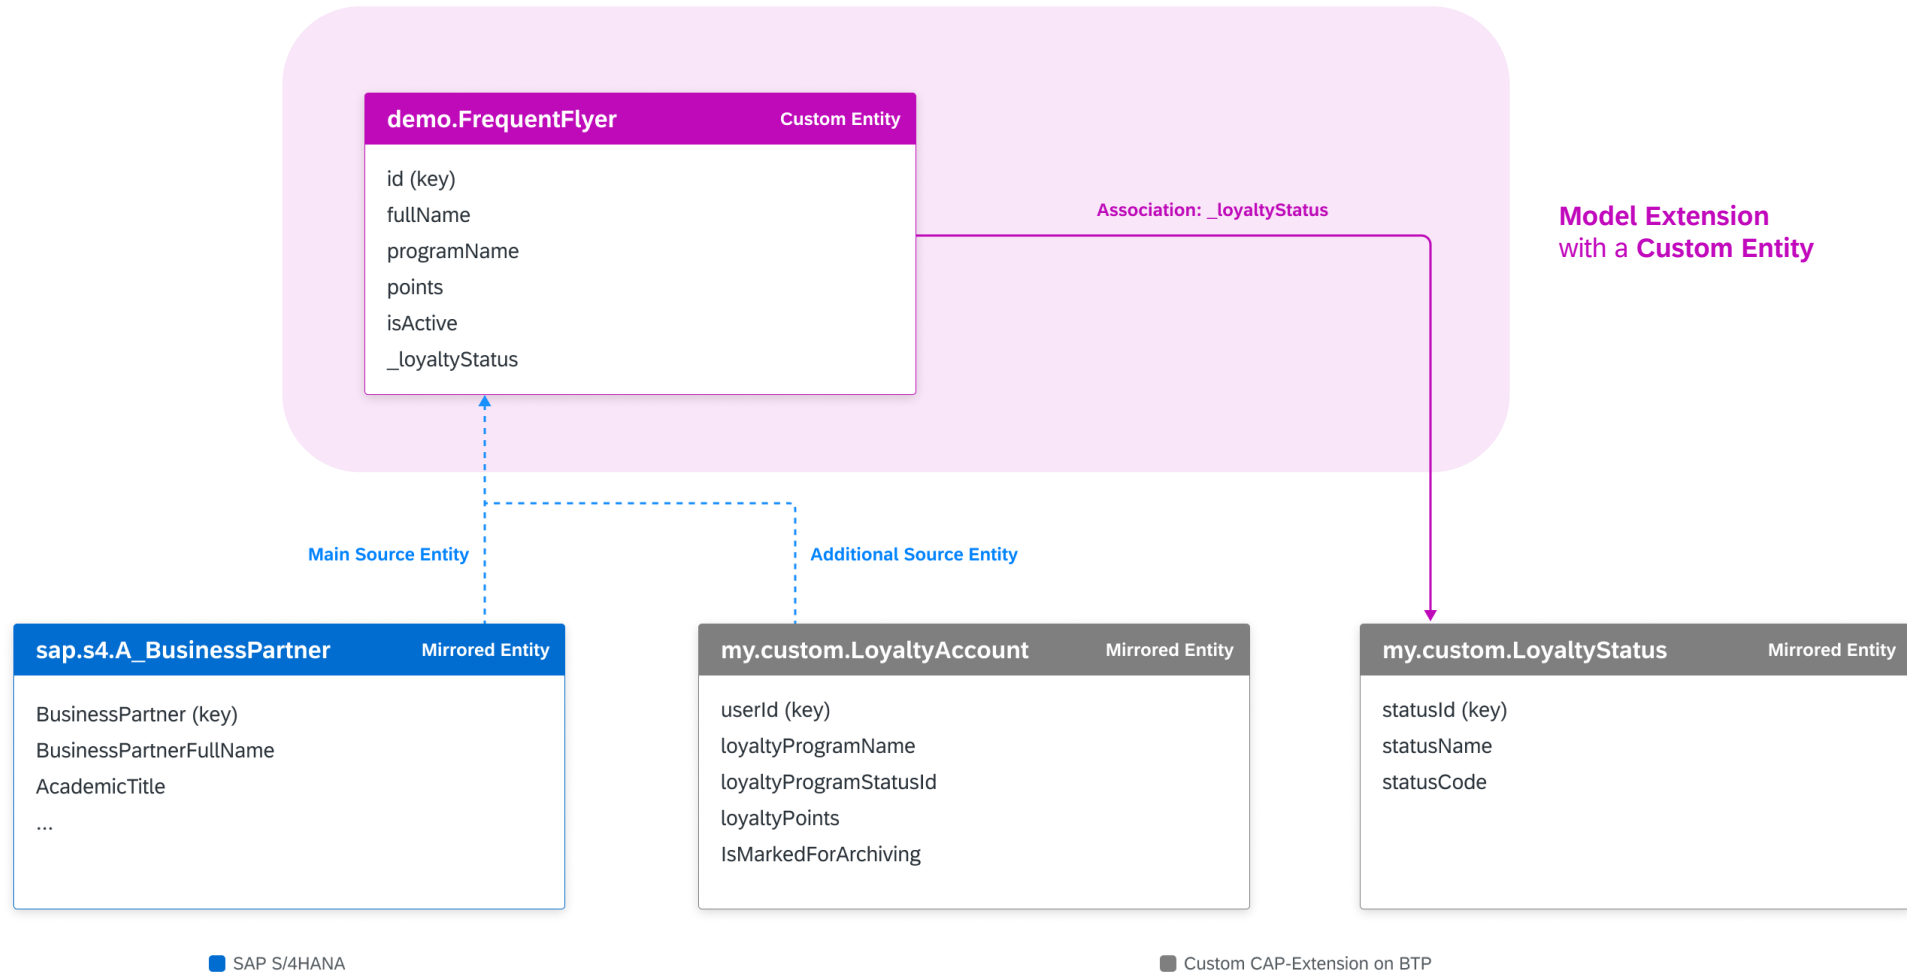 demo.FrequentFlyer Custom Entity
id (key)
fullName
programName
points
isActive
_loyaltyStatus
Association: _loyaltyStatus
Model Extension
with a Custom Entity
Main Source Entity
Additional Source Entity
sap.s4.A_BusinessPartner Mirrored Entity
BusinessPartner (key)
BusinessPartnerFullName
AcademicTitle
...
my.custom.LoyaltyAccount Mirrored Entity
userId (key)
loyaltyProgramName
loyaltyProgramStatusId
loyaltyPoints
IsMarkedForArchiving
my.custom.LoyaltyStatus Mirrored Entity
statusId (key)
statusName
statusCode
SAP S/4HANA
Custom CAP-Extension on BTP